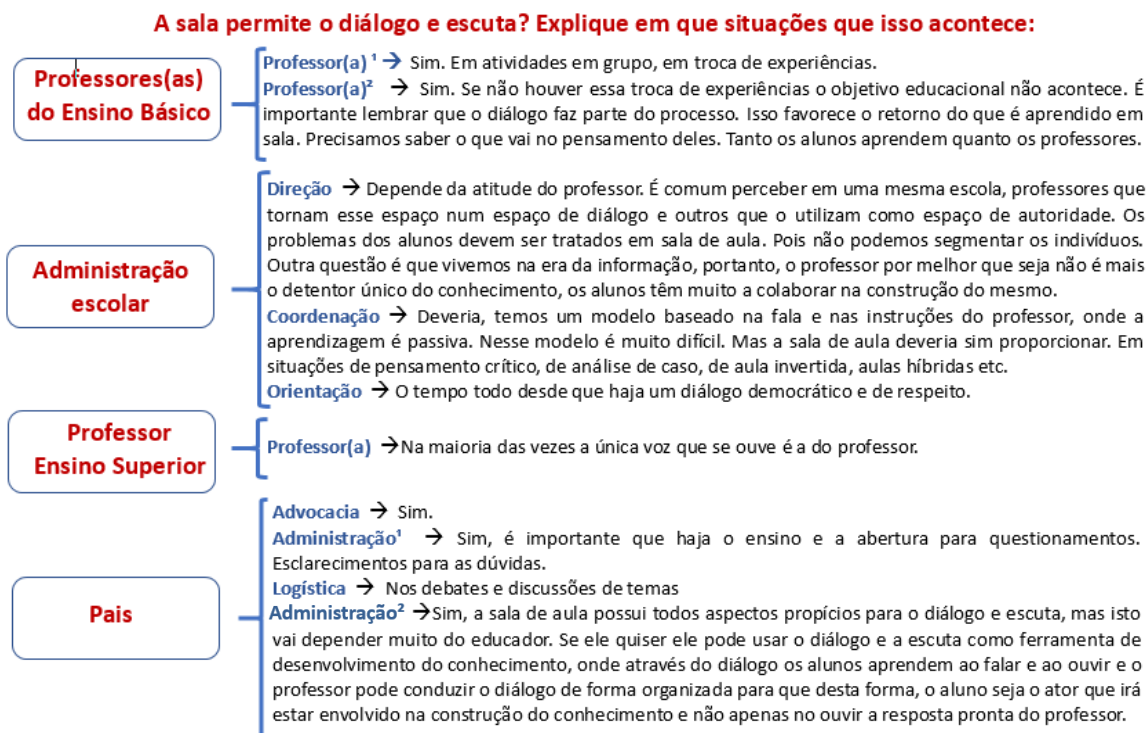 A sala permite o diálogo e escuta? Explique em que situações que isso acontece:
Professores(as)
do Ensino Básico
Professor(a) ¹ → Sim. Em atividades em grupo, em troca de experiências.
Professor(a)² → Sim. Se não houver essa troca de experiências o objetivo educacional não acontece. É
importante lembrar que o diálogo faz parte do processo. Isso favorece o retorno do que é aprendido em
sala. Precisamos saber o que vai no pensamento deles. Tanto os alunos aprendem quanto os professores.
Administração
escolar
Direção → Depende da atitude do professor. É comum perceber em uma mesma escola, professores que
tornam esse espaço num espaço de diálogo e outros que o utilizam como espaço de autoridade. Os
problemas dos alunos devem ser tratados em sala de aula. Pois não podemos segmentar os indivíduos.
Outra questão é que vivemos na era da informação, portanto, o professor por melhor que seja não é mais
o detentor único do conhecimento, os alunos têm muito a colaborar na construção do mesmo.
Coordenação → Deveria, temos um modelo baseado na fala e nas instruções do professor, onde a
aprendizagem é passiva. Nesse modelo é muito difícil. Mas a sala de aula deveria sim proporcionar. Em
situações de pensamento crítico, de análise de caso, de aula invertida, aulas híbridas etc.
Orientação → O tempo todo desde que haja um diálogo democrático e de respeito.
Professor
Ensino Superior
Professor(a) →Na maioria das vezes a única voz que se ouve é a do professor.
Pais
Advocacia → Sim.
Administração¹ → Sim, é importante que haja o ensino e a abertura para questionamentos.
Esclarecimentos para as dúvidas.
Logística → Nos debates e discussões de temas
Administração² →Sim, a sala de aula possui todos aspectos propícios para o diálogo e escuta, mas isto
vai depender muito do educador. Se ele quiser ele pode usar o diálogo e a escuta como ferramenta de
desenvolvimento do conhecimento, onde através do diálogo os alunos aprendem ao falar e ao ouvir e o
professor pode conduzir o diálogo de forma organizada para que desta forma, o aluno seja o ator que irá
estar envolvido na construção do conhecimento e não apenas no ouvir a resposta pronta do professor.